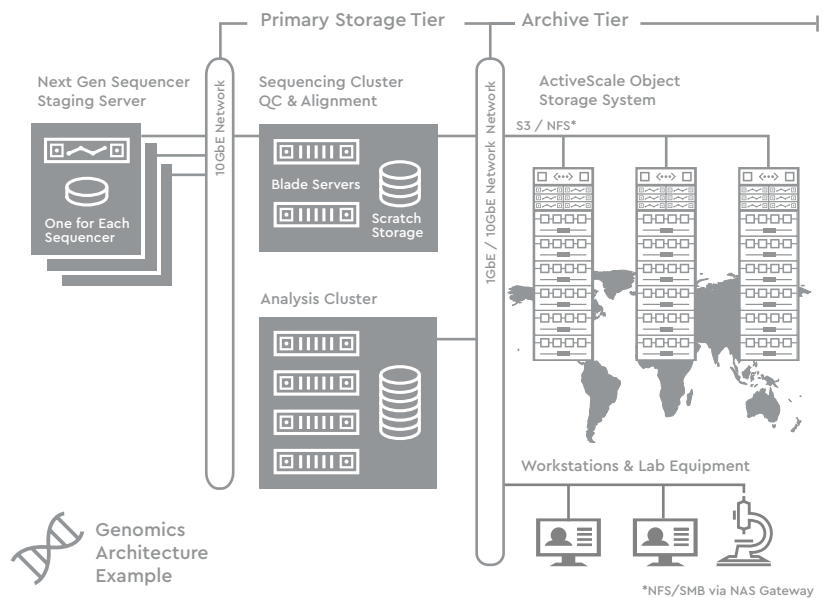 Primary Storage Tier
Archive Tier
Next Gen Sequencer
Staging Server
One for Each
Sequencer
10GbE Network
Sequencing Cluster
QC & Alignment
Blade Servers
Scratch
Storage
Analysis Cluster
1GbE / 10GbE Network Network
ActiveScale Object
Storage System
S3 / NFS*
Workstations & Lab Equipment
Genomics
Architecture
Example
*NFS/SMB via NAS Gateway